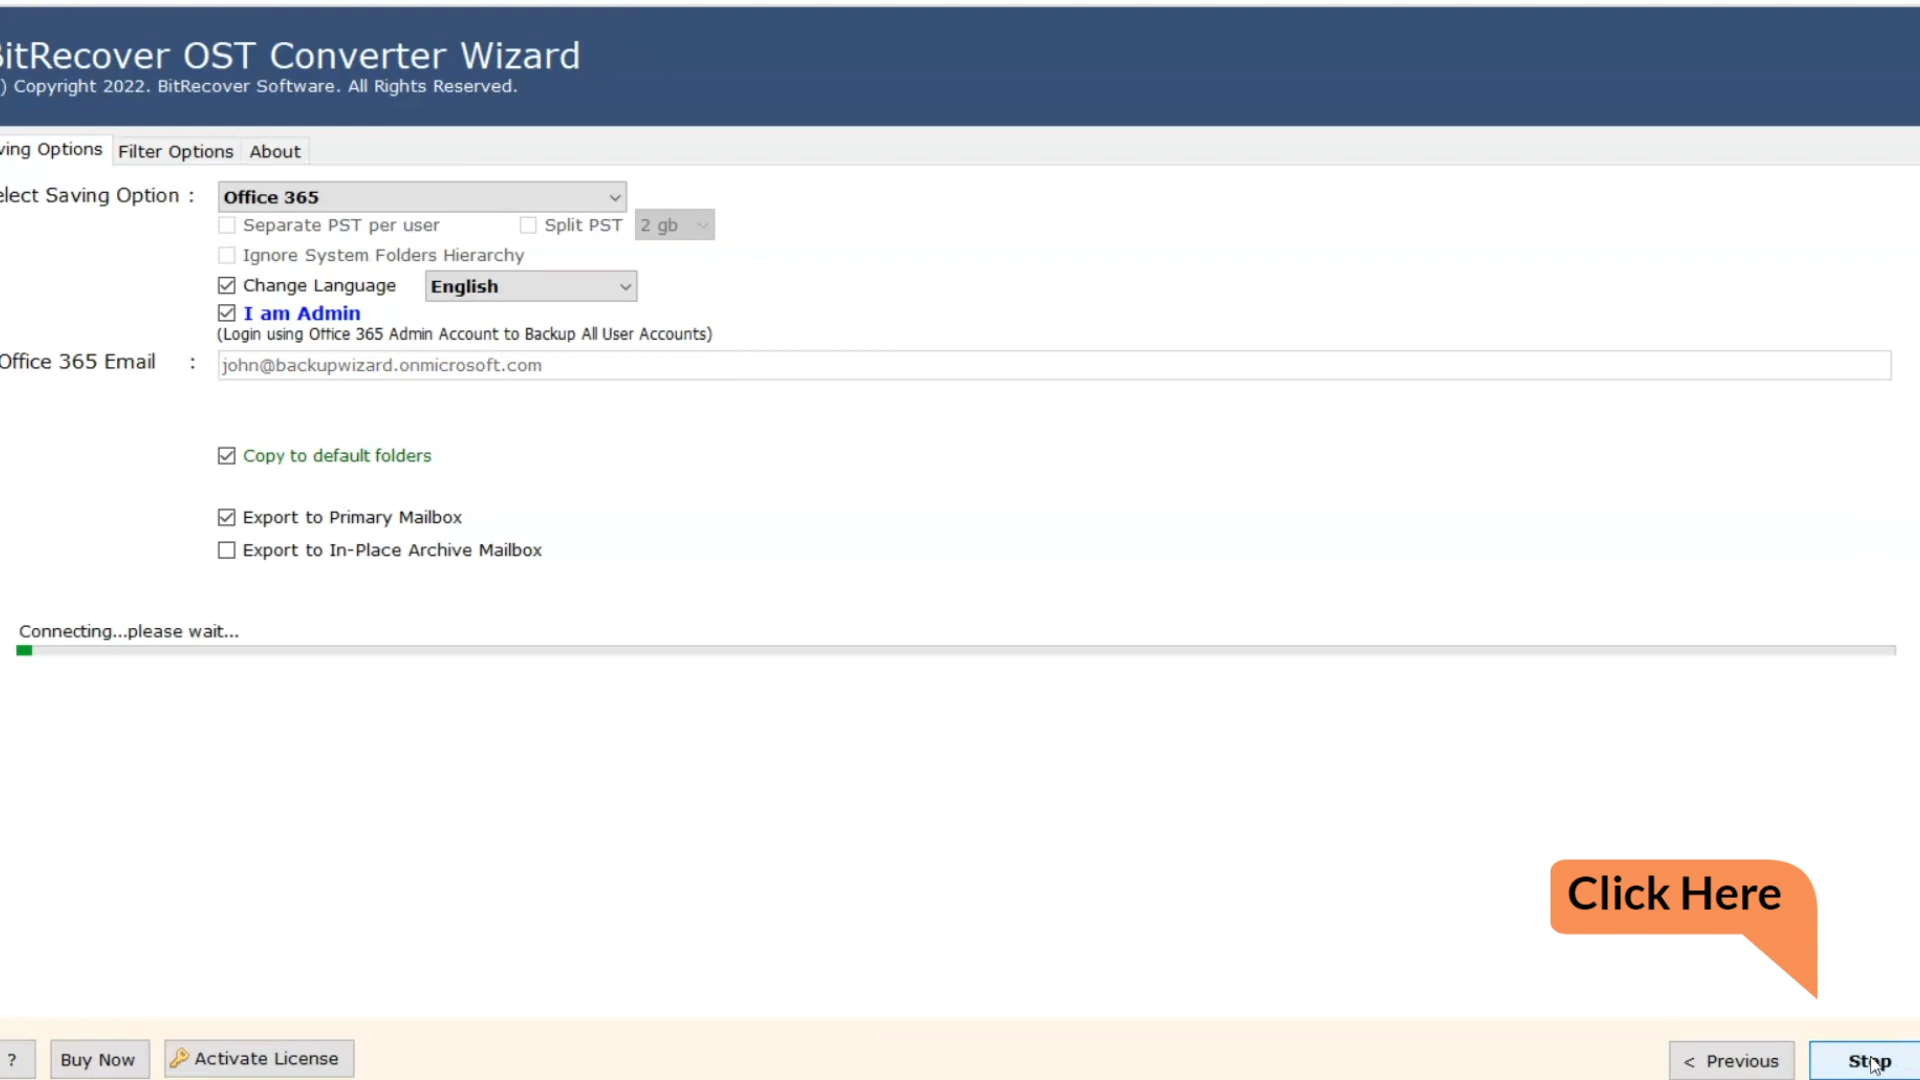 BitRecover OST Converter Wizard
) Copyright 2022. BitRecover Software. All Rights Reserved.
ving Options Filter Options About
elect Saving Option : Office 365
Separate PST per user Split PST 2 gb
Ignore System Folders Hierarchy
Change Language English
I am Admin
(Login using Office 365 Admin Account to Backup All User Accounts)
Office 365 Email : john@backupwizard.onmicrosoft.com
Copy to default folders
Export to Primary Mailbox
Export to In-Place Archive Mailbox
Connecting...please wait...
Click Here
? Buy Now Activate License < Previous Stop